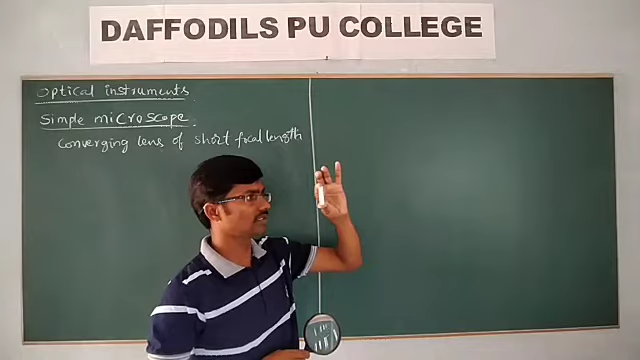 DAFFODILS PU COLLEGE
Optical instruments
Simple microscope
Converging lens of short focal length